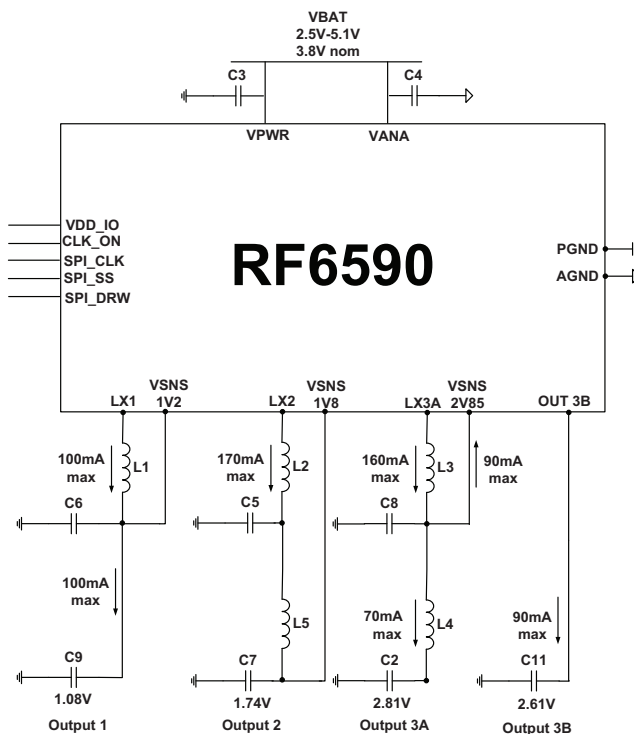 VBAT
2.5V-5.1V
3.8V nom
C3
C4
VPWR
VANA
VDD_IO
CLK_ON
SPI_CLK
SPI_SS
SPI_DRW
RF6590
PGND
AGND
LX1
VSNS
1V2
LX2
VSNS
1V8
LX3A
VSNS
2V85
OUT 3B
100mA
max
L1
170mA
max
L2
160mA
max
L3
90mA
max
C6
C5
C8
100mA
max
L5
70mA
max
L4
90mA
max
C9
C7
C2
C11
1.08V
1.74V
2.81V
2.61V
Output 1
Output 2
Output 3A
Output 3B